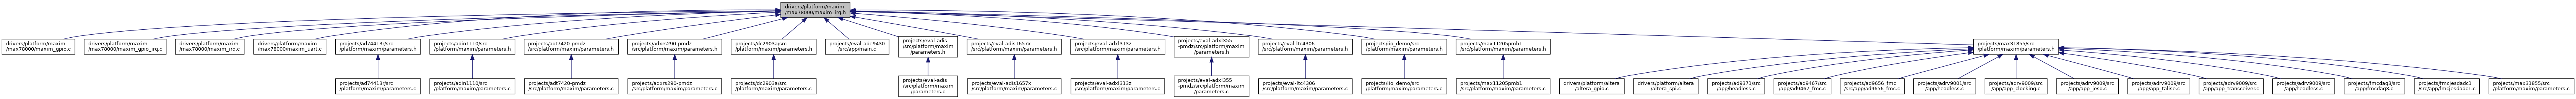 drivers/platform/maxim
/max78000/maxim_irq.h
drivers/platform/maxim
/max78000/maxim_gpio.c
drivers/platform/maxim
/max78000/maxim_gpio_irq.c
drivers/platform/maxim
/max78000/maxim_irq.c
drivers/platform/maxim
/max78000/maxim_uart.c
projects/ad74413r/src
/platform/maxim/parameters.h
projects/adin1110/src
/platform/maxim/parameters.h
projects/adt7420-pmdz
/src/platform/maxim/parameters.h
projects/adxrs290-pmdz
/src/platform/maxim/parameters.h
projects/dc2903a/src
/platform/maxim/parameters.h
projects/eval-ade9430
/src/app/main.c
projects/eval-adis
/src/platform/maxim
/parameters.h
projects/eval-adis1657x
/src/platform/maxim/parameters.h
projects/eval-adxl313z
/src/platform/maxim/parameters.h
projects/eval-adxl355
-pmdz/src/platform/maxim
/parameters.h
projects/eval-ltc4306
/src/platform/maxim/parameters.h
projects/iio_demo/src
/platform/maxim/parameters.h
projects/max11205pmb1
/src/platform/maxim/parameters.h
projects/max31855/src
/platform/maxim/parameters.h
projects/ad74413r/src
/platform/maxim/parameters.c
projects/adin1110/src
/platform/maxim/parameters.c
projects/adt7420-pmdz
/src/platform/maxim/parameters.c
projects/adxrs290-pmdz
/src/platform/maxim/parameters.c
projects/dc2903a/src
/platform/maxim/parameters.c
projects/eval-adis
/src/platform/maxim
/parameters.c
projects/eval-adis1657x
/src/platform/maxim/parameters.c
projects/eval-adxl313z
/src/platform/maxim/parameters.c
projects/eval-adxl355
-pmdz/src/platform/maxim
/parameters.c
projects/eval-ltc4306
/src/platform/maxim/parameters.c
projects/iio_demo/src
/platform/maxim/parameters.c
projects/max11205pmb1
/src/platform/maxim/parameters.c
drivers/platform/altera
/altera_gpio.c
drivers/platform/altera
/altera_spi.c
projects/ad9371/src
/app/headless.c
projects/ad9467/src
/app/ad9467_fmc.c
projects/ad9656_fmc
/src/app/ad9656_fmc.c
projects/adrv9001/src
/app/headless.c
projects/adrv9009/src
/app/app_clocking.c
projects/adrv9009/src
/app/app_jesd.c
projects/adrv9009/src
/app/app_talise.c
projects/adrv9009/src
/app/app_transceiver.c
projects/adrv9009/src
/app/headless.c
projects/fmcdaq3/src
/app/fmcdaq3.c
projects/fmcjesdadc1
/src/app/fmcjesdadc1.c
projects/max31855/src
/platform/maxim/parameters.c